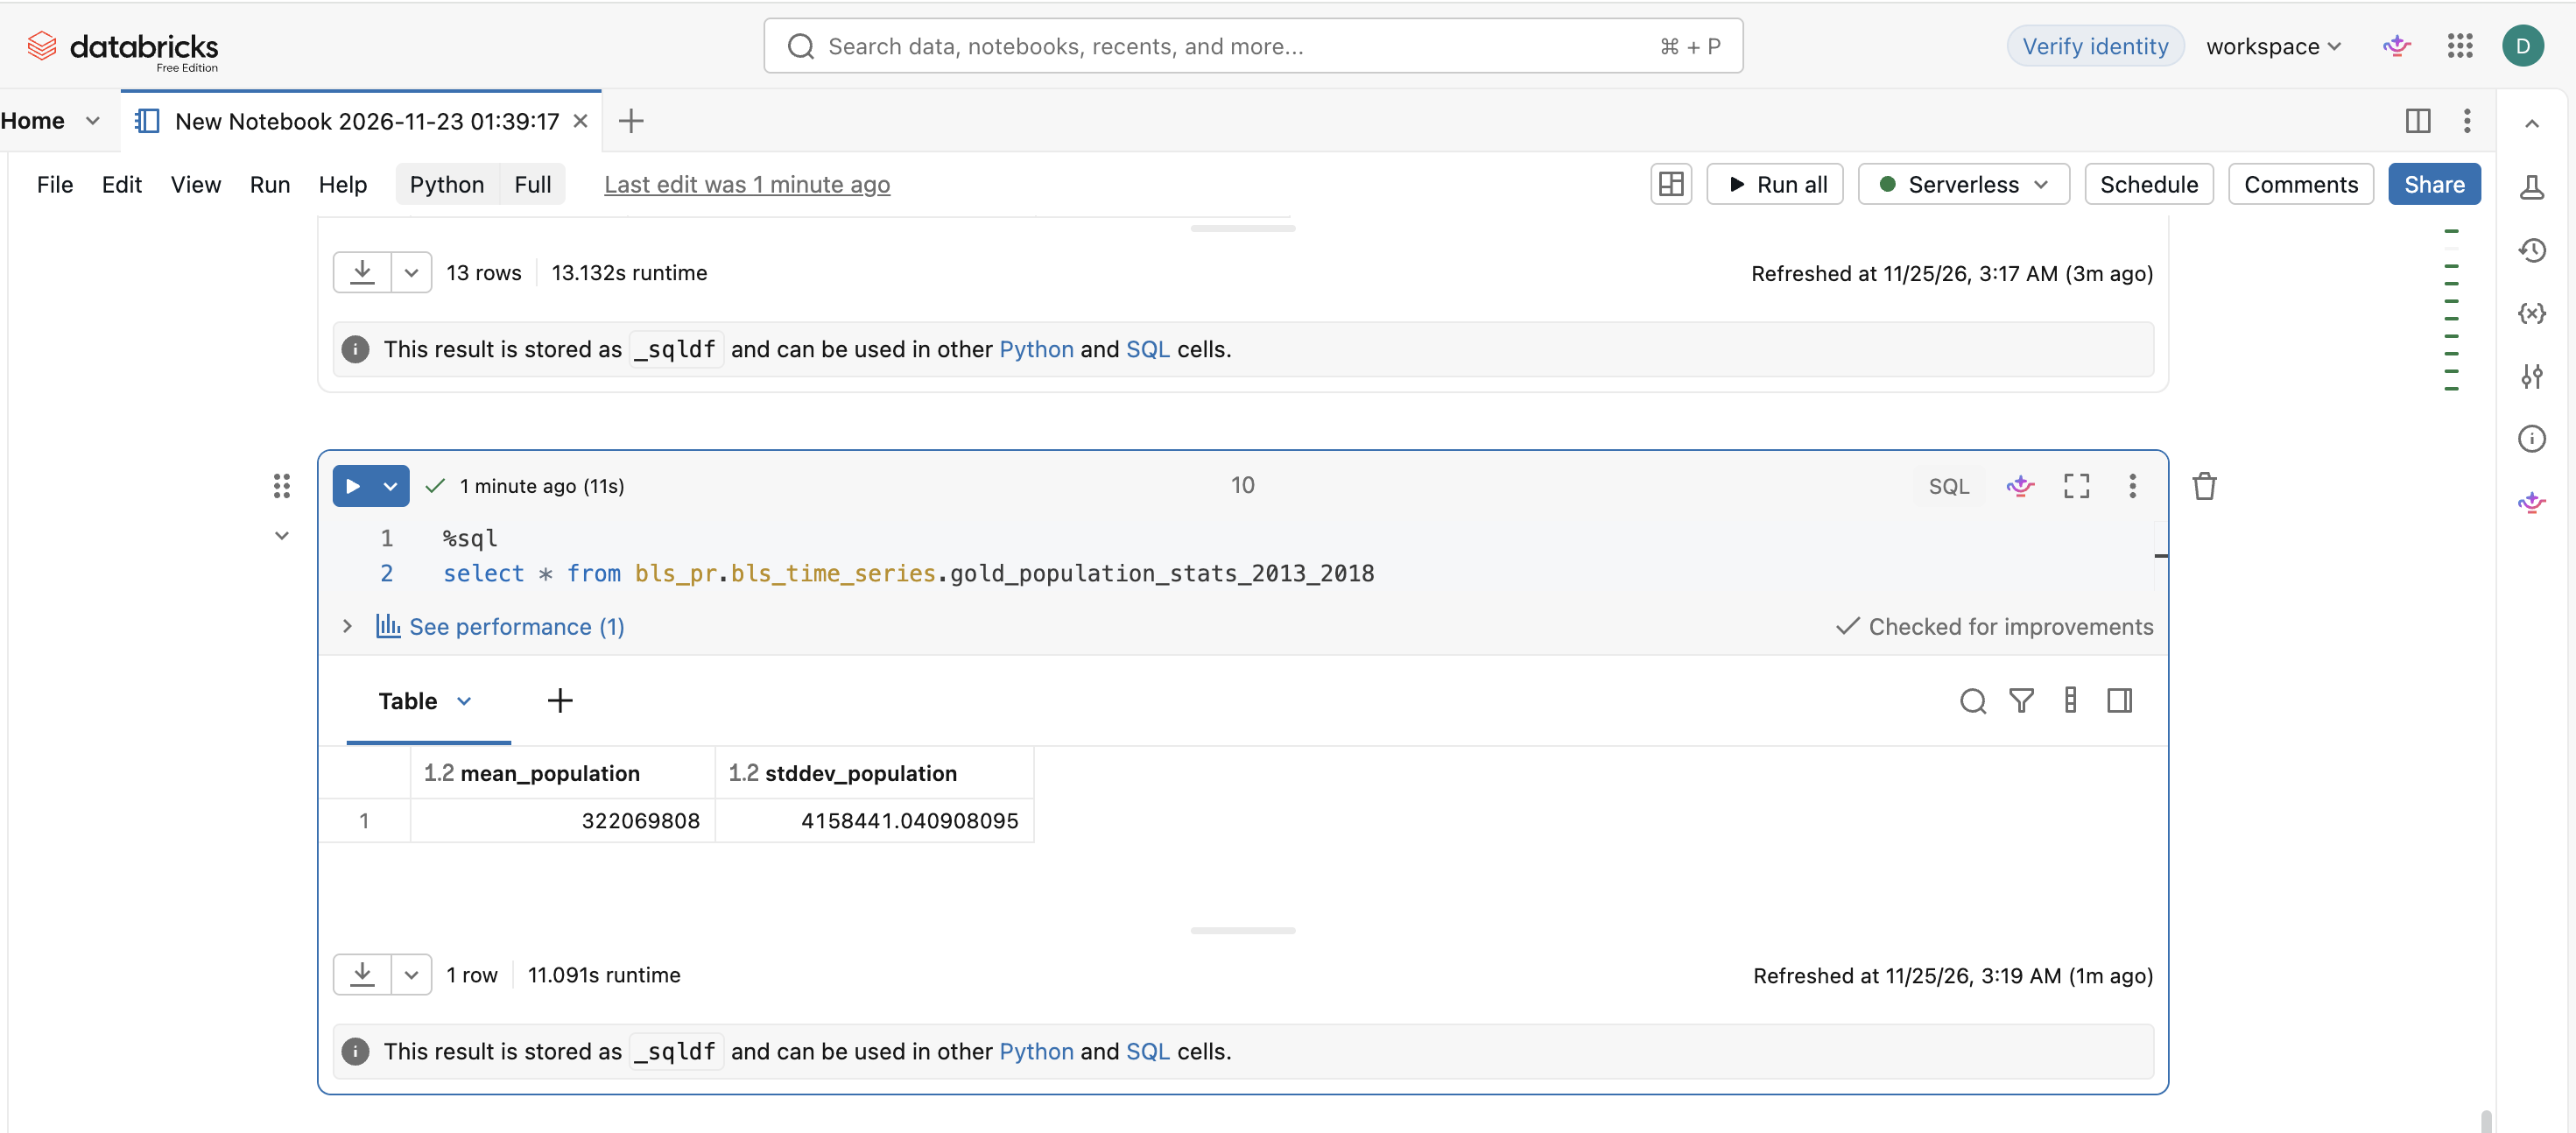 databricks
Free Edition
Search data, notebooks, recents, and more...
⌘ + P
Verify identity
workspace
D
Home
New Notebook 2026-11-23 01:39:17
File Edit View Run Help Python Full Last edit was 1 minute ago
Run all
Serverless
Schedule
Comments
Share
13 rows 13.132s runtime
Refreshed at 11/25/26, 3:17 AM (3m ago)
This result is stored as _sqldf and can be used in other Python and SQL cells.
1 minute ago (11s)
10
SQL
1 %sql
2 select * from bls_pr.bls_time_series.gold_population_stats_2013_2018
See performance (1)
Checked for improvements
Table
1.2 mean_population 1.2 stddev_population
1 322069808 4158441.040908095
1 row 11.091s runtime
Refreshed at 11/25/26, 3:19 AM (1m ago)
This result is stored as _sqldf and can be used in other Python and SQL cells.